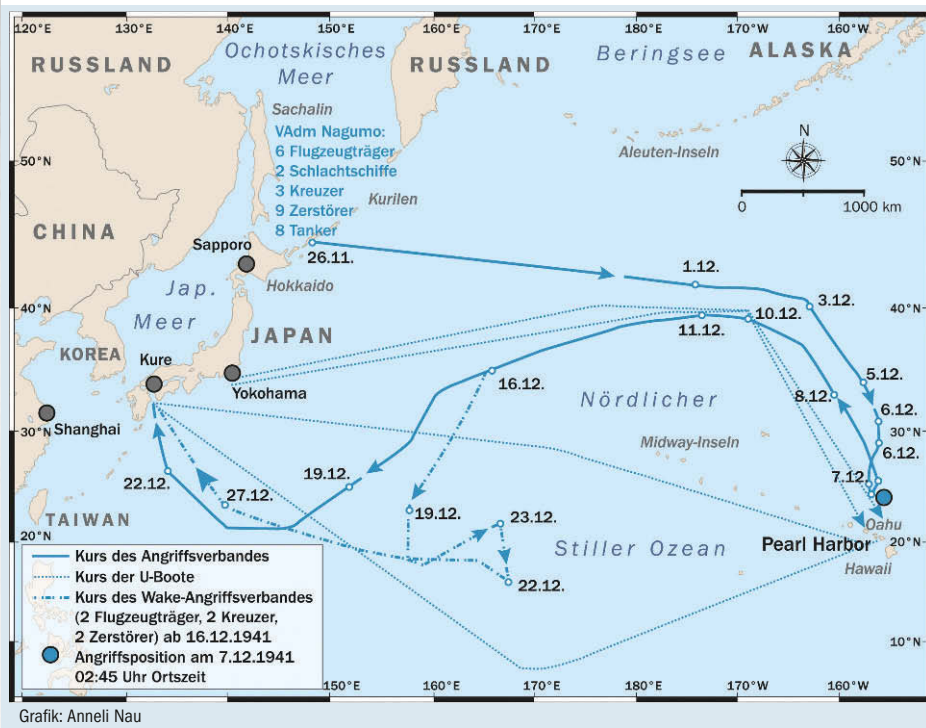 120°E 130°E 140°E 150°E 160°E 170°E 180°E 170°W 160°W
RUSSLAND
Ochotskisches
Meer
RUSSLAND
Beringsee
ALASKA
Sachalin
VAdm Nagumo:
6 Flugzeugträger
2 Schlachtschiffe
3 Kreuzer
9 Zerstörer
8 Tanker
Aleuten-Inseln
N
50°N
50°N
Kurilen
0 1000 km
CHINA
Sapporo
26.11.
1.12.
3.12.
Hokkaido
Jap.
Meer
40°N
40°N
10.12.
11.12.
JAPAN
KOREA
Kure
Yokohama
16.12.
5.12.
8.12.
6.12.
Nördlicher
Shanghai
30°N
30°N
6.12.
Midway-Inseln
7.12.
22.12.
19.12.
27.12.
19.12.
23.12.
TAIWAN
Oahu
Pearl Harbor
20°N
20°N
Stiller Ozean
Hawaii
22.12.
Kurs des Angriffsverbandes
Kurs der U-Boote
Kurs des Wake-Angriffsverbandes
(2 Flugzeugträger, 2 Kreuzer,
2 Zerstörer) ab 16.12.1941
Angriffsposition am 7.12.1941
02:45 Uhr Ortszeit
10°N
150°E 160°E 170°E 180°E 170°W 160°W
Grafik: Anneli Nau